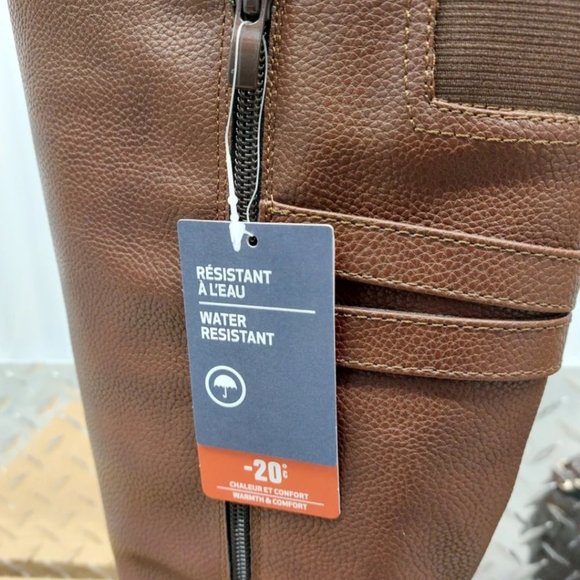 RÉSISTANT
À L'EAU
WATER
RESISTANT
-20°C
CHALEUR ET CONFORT
WARMTH & COMFORT